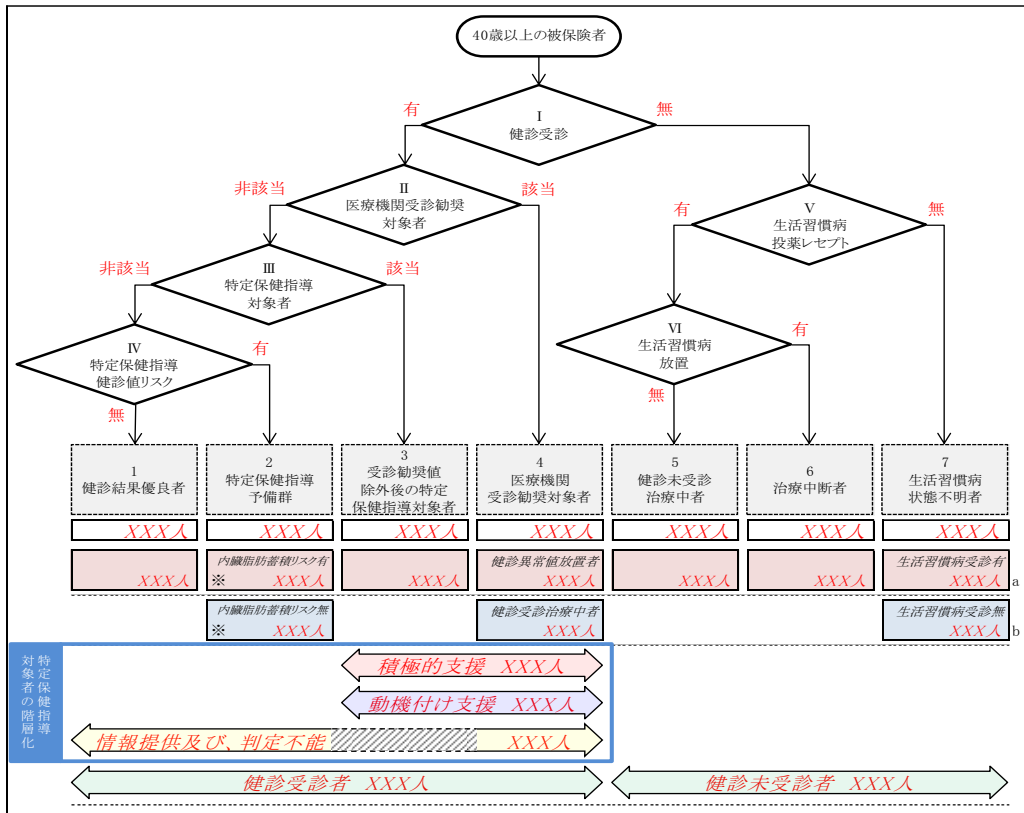 40歳以上の被保険者
有
Ⅰ
健診受診
無
非該当
Ⅱ
医療機関受診勧奨
対象者
該当
有
Ⅴ
生活習慣病
投薬レセプト
無
非該当
Ⅲ
特定保健指導
対象者
該当
Ⅳ
特定保健指導
健診値リスク
有
無
Ⅵ
生活習慣病
放置
有
無
1
健診結果優良者
2
特定保健指導
予備群
3
受診勧奨値
除外後の特定
保健指導対象者
4
医療機関
受診勧奨対象者
5
健診未受診
治療中者
6
治療中断者
7
生活習慣病
状態不明者
XXX人
XXX人
XXX人
XXX人
XXX人
XXX人
XXX人
XXX人
内臓脂肪蓄積リスク有
※ XXX人
XXX人
健診異常値放置者
XXX人
XXX人
XXX人
生活習慣病受診有
XXX人
a
内臓脂肪蓄積リスク無
※ XXX人
健診受診治療中者
XXX人
生活習慣病受診無
XXX人
b
特定保健指導
対象者の階層化
積極的支援 XXX人
動機付け支援 XXX人
情報提供及び、判定不能 XXX人
健診受診者 XXX人
健診未受診者 XXX人